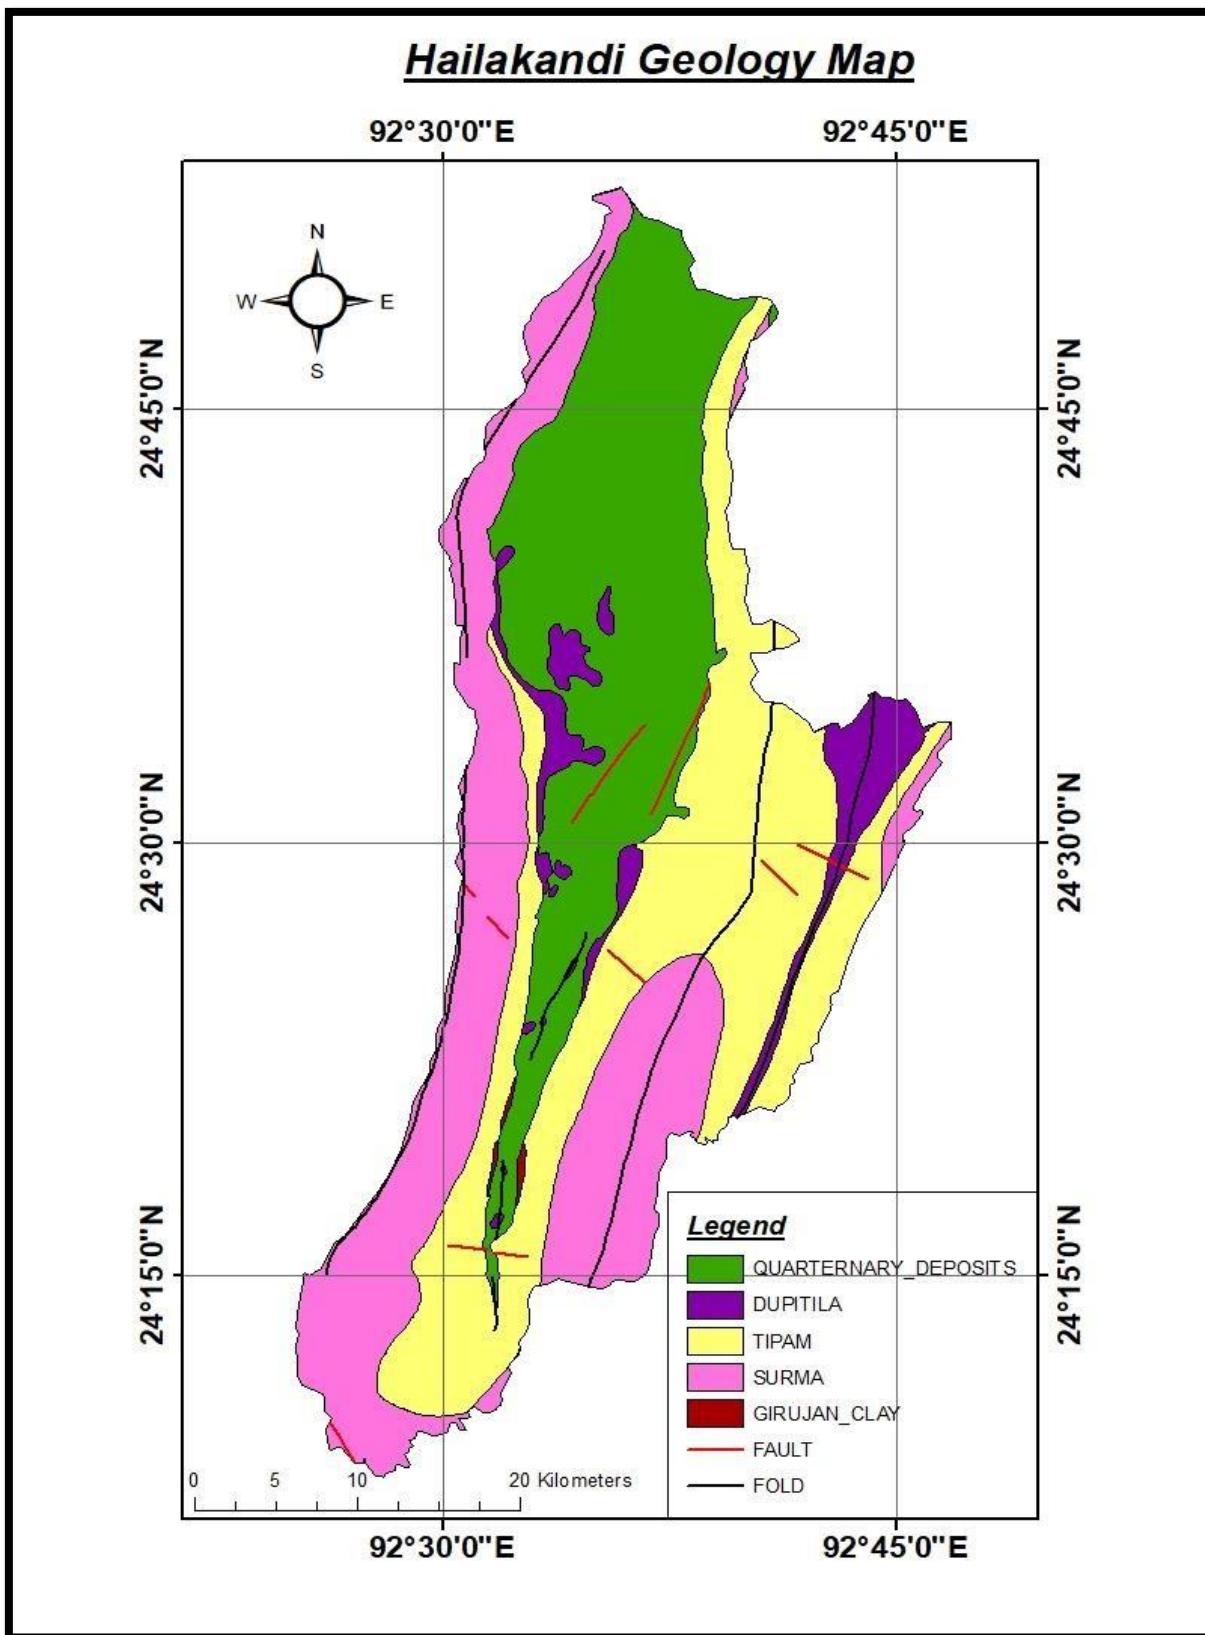 Hailakandi Geology Map
92°30'0"E 92°45'0"E
N
W E
S
24°45'0"N 24°45'0"N
24°30'0"N 24°30'0"N
24°15'0"N 24°15'0"N
Legend
QUARTERNARY_DEPOSITS
DUPITILA
TIPAM
SURMA
GIRUJAN_CLAY
FAULT
FOLD
0 5 10 20 Kilometers
92°30'0"E 92°45'0"E